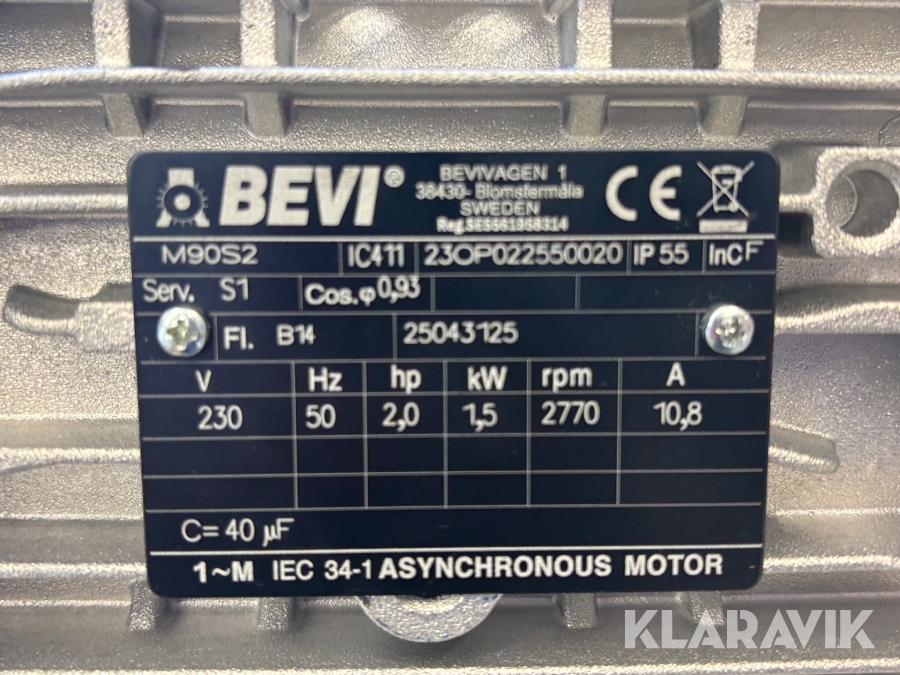 BEVI®
BEVIVAGEN 1
38430- Blomstermåla
SWEDEN
Reg.SE5561958314
CE
M90S2 IC411 23OP022550020 IP 55 InCF
Serv. S1 Cos.φ 0,93
Fl. B14 25043125
V Hz hp kW rpm A
230 50 2,0 1,5 2770 10,8
C= 40 µF
1~M IEC 34-1 ASYNCHRONOUS MOTOR
KLARAVIK